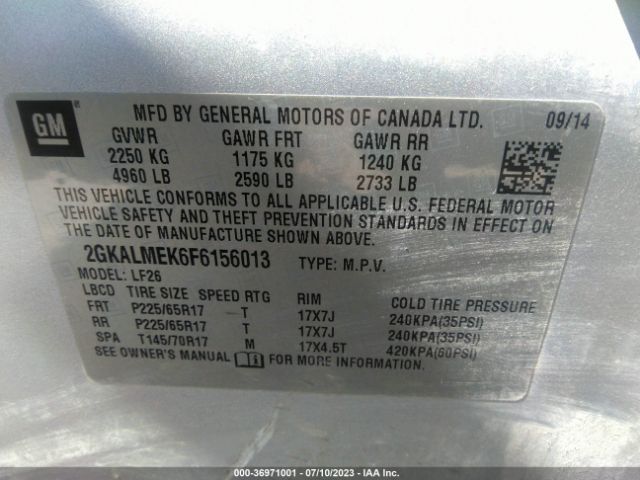 GM
MFD BY GENERAL MOTORS OF CANADA LTD. 09/14
GVWR GAWR FRT GAWR RR
2250 KG 1175 KG 1240 KG
4960 LB 2590 LB 2733 LB
THIS VEHICLE CONFORMS TO ALL APPLICABLE U.S. FEDERAL MOTOR
VEHICLE SAFETY AND THEFT PREVENTION STANDARDS IN EFFECT ON
THE DATE OF MANUFACTURE SHOWN ABOVE.
2GKALMEK6F6156013 TYPE: M.P.V.
MODEL: LF26
LBCD TIRE SIZE SPEED RTG RIM COLD TIRE PRESSURE
FRT P225/65R17 T 17X7J 240KPA(35PSI)
RR P225/65R17 T 17X7J 240KPA(35PSI)
SPA T145/70R17 M 17X4.5T 420KPA(60PSI)
SEE OWNER'S MANUAL FOR MORE INFORMATION.
000-36971001 - 07/10/2023 - IAA Inc.